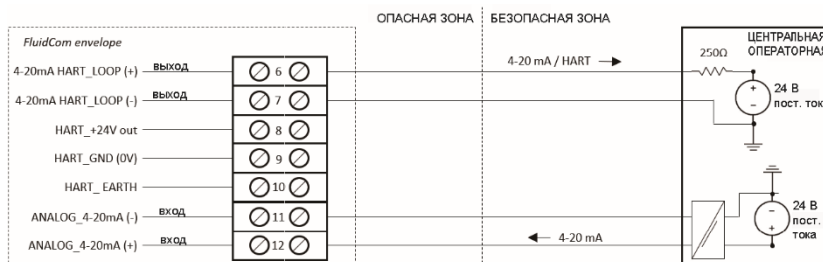 ОПАСНАЯ ЗОНА
БЕЗОПАСНАЯ ЗОНА
FluidCom envelope
ЦЕНТРАЛЬНАЯ
ОПЕРАТОРНАЯ
4-20mA HART_LOOP (+) выход 6
4-20 mA / HART
250Ω
4-20mA HART_LOOP (-) выход 7
24 В
пост. ток
HART_+24V out 8
HART_GND (0V) 9
HART_ EARTH 10
ANALOG_4-20mA (-) вход 11
24 В
пост.
тока
ANALOG_4-20mA (+) вход 12
4-20 mA